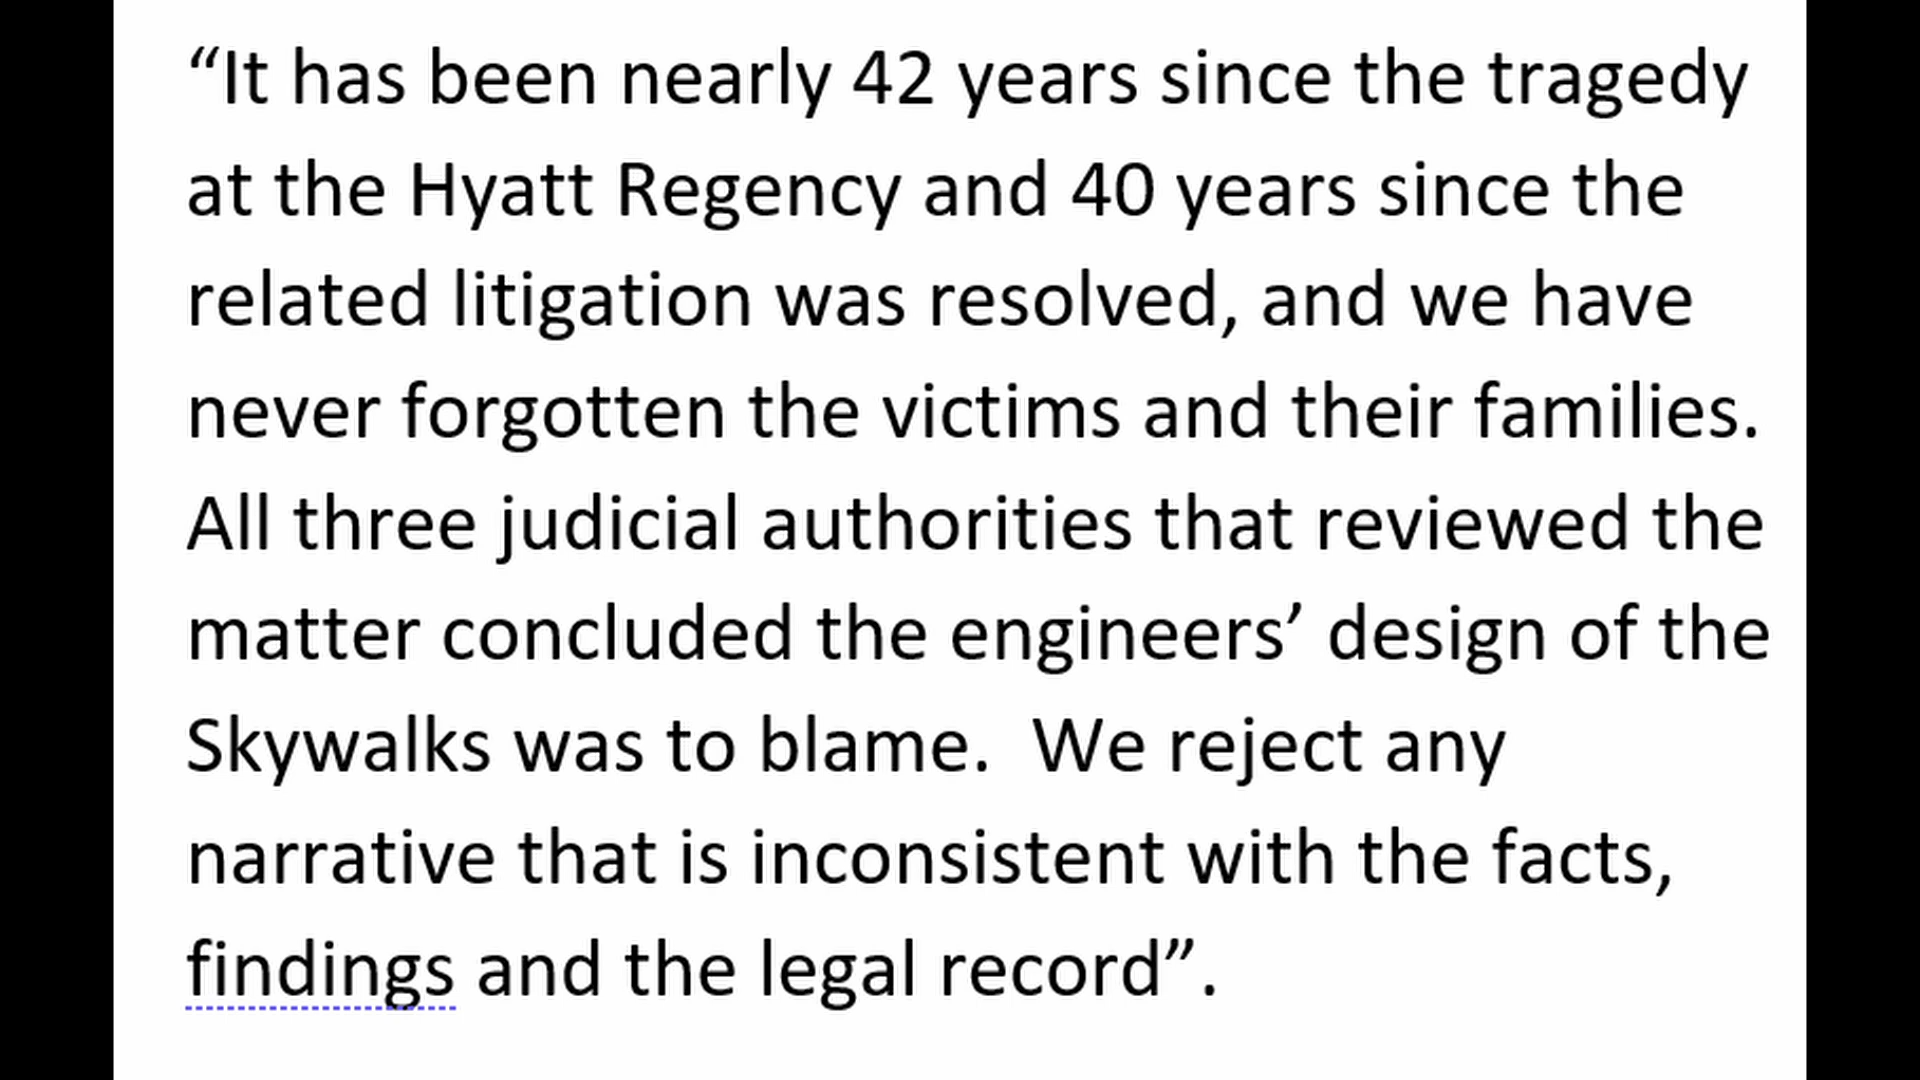 “It has been nearly 42 years since the tragedy
at the Hyatt Regency and 40 years since the
related litigation was resolved, and we have
never forgotten the victims and their families.
All three judicial authorities that reviewed the
matter concluded the engineers’ design of the
Skywalks was to blame.  We reject any
narrative that is inconsistent with the facts,
findings and the legal record”.